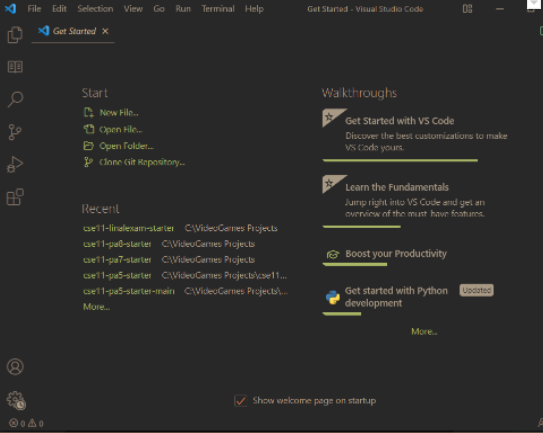 File Edit Selection View Go Run Terminal Help Get Started - Visual Studio Code
Get Started
Start
New File...
Open File...
Open Folder...
Clone Git Repository...
Recent
cse11-finalexam-starter C:\VideoGames Projects
cse11-pa8-starter C:\VideoGames Projects
cse11-pa7-starter C:\VideoGames Projects
cse11-pa5-starter C:\VideoGames Projects\cse11...
cse11-pa5-starter-main C:\VideoGames Projects\...
More...
Walkthroughs
Get Started with VS Code
Discover the best customizations to make
VS Code yours.
Learn the Fundamentals
Jump right into VS Code and get an
overview of the must-have features.
Boost your Productivity
Get started with Python Updated
development
More...
Show welcome page on startup
0 0